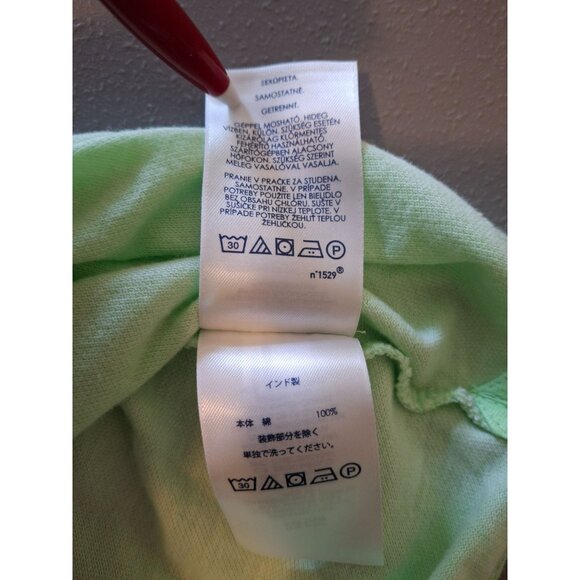 ΞΕΧΩΡΙΣΤΑ.
SAMOSTATNĚ.
GETRENNT.
GÉPPEL MOSHATÓ, HIDEG
VÍZBEN, KÜLÖN. SZÜKSÉG ESETÉN
KIZÁRÓLAG KLÓRMENTES
FEHÉRÍTŐ HASZNÁLHATÓ.
SZÁRÍTÓGÉPBEN ALACSONY
HŐFOKON. SZÜKSÉG SZERINT
MELEG VASALÓVAL VASALJA.
PRANIE V PRAČKE ZA STUDENA,
SAMOSTATNE. V PRÍPADE
POTREBY POUŽITE LEN BIELIDLO
BEZ OBSAHU CHLÓRU. SUŠTE V
SUŠIČKE PRI NÍZKEJ TEPLOTE. V
PRÍPADE POTREBY ŽEHLIŤ TEPLOU
ŽEHLIČKOU.
30 P
n°1529®
インド製
本体 綿 100%
装飾部分を除く
単独で洗ってください。
30 P